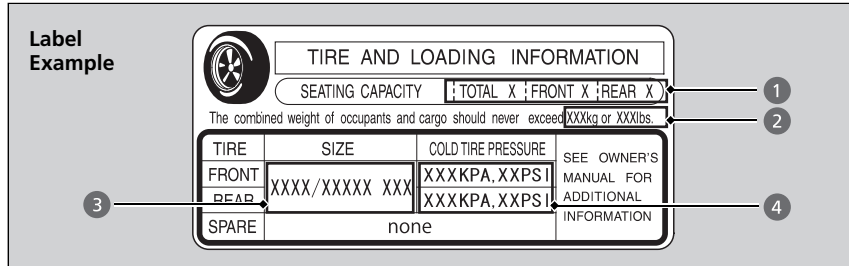 Label
Example
TIRE AND LOADING INFORMATION
SEATING CAPACITY TOTAL X FRONT X REAR X
1
The combined weight of occupants and cargo should never exceed XXXkg or XXXlbs.
2
TIRE SIZE COLD TIRE PRESSURE
SEE OWNER'S
MANUAL FOR
ADDITIONAL
INFORMATION
FRONT XXXX/XXXXX XXX XXXKPA,XXPSI
REAR XXXKPA,XXPSI
3
4
SPARE none